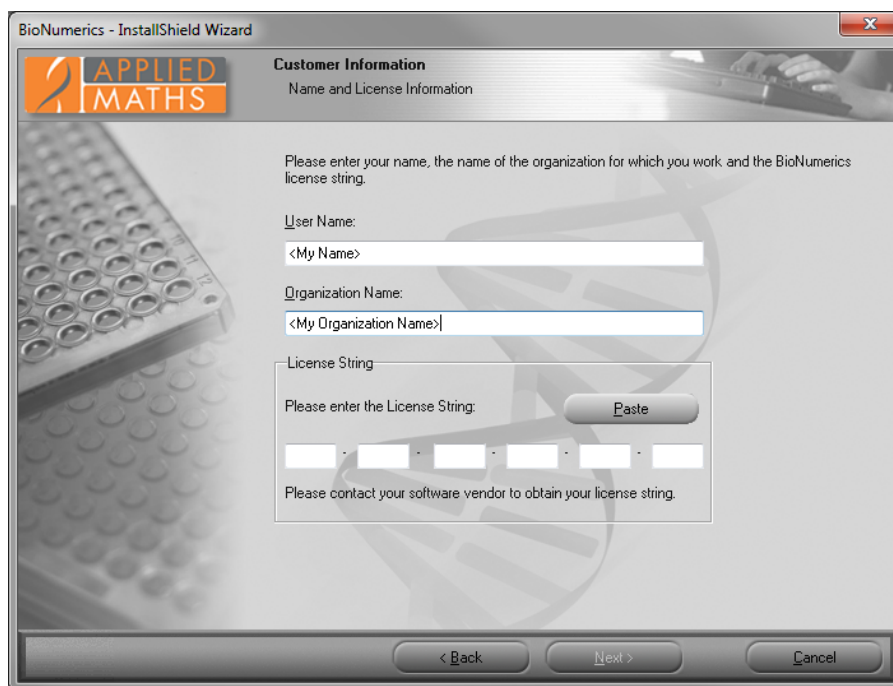 BioNumerics - InstallShield Wizard
APPLIED
MATHS
Customer Information
Name and License Information
Please enter your name, the name of the organization for which you work and the BioNumerics
license string.
User Name:
<My Name>
Organization Name:
<My Organization Name>
License String
Please enter the License String:
Paste
- - - - -
Please contact your software vendor to obtain your license string.
10 11 12
< Back
Next >
Cancel